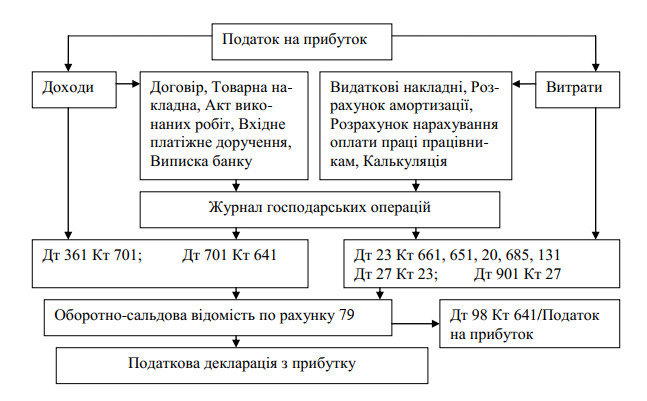 Податок на прибуток
Доходи
Договір, Товарна на-
кладна, Акт вико-
наних робіт, Вхідне
платіжне доручення,
Виписка банку
Видаткові накладні, Роз-
рахунок амортизації,
Розрахунок нарахування
оплати праці працівни-
кам, Калькуляція
Витрати
Журнал господарських операцій
Дт 361 Кт 701; Дт 701 Кт 641
Дт 23 Кт 661, 651, 20, 685, 131
Дт 27 Кт 23; Дт 901 Кт 27
Оборотно-сальдова відомість по рахунку 79
Дт 98 Кт 641/Податок
на прибуток
Податкова декларація з прибутку